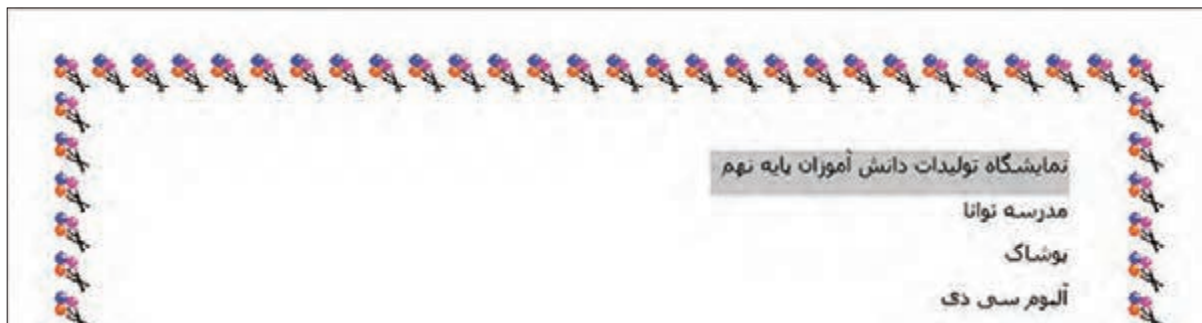 نمایشگاه تولیدات دانش آموزان پایه نهم
مدرسه توانا
پوشاک
آلبوم سی دی